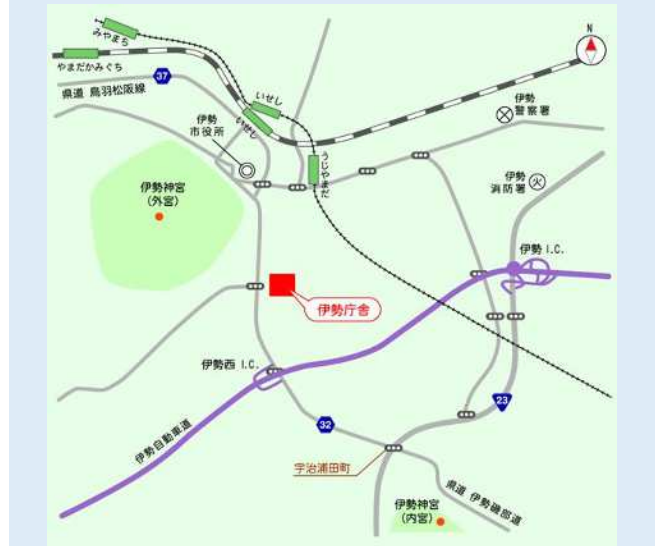 みやまち
N
やまだかみぐち
37
県道 鳥羽松阪線
いせし
いせし
伊勢
市役所
伊勢
警察署
うじやまだ
伊勢
消防署
火
伊勢神宮
(外宮)
伊勢 I.C.
伊勢庁舎
伊勢西 I.C.
23
32
伊勢自動車道
宇治浦田町
県道 伊勢磯部道
伊勢神宮
(内宮)